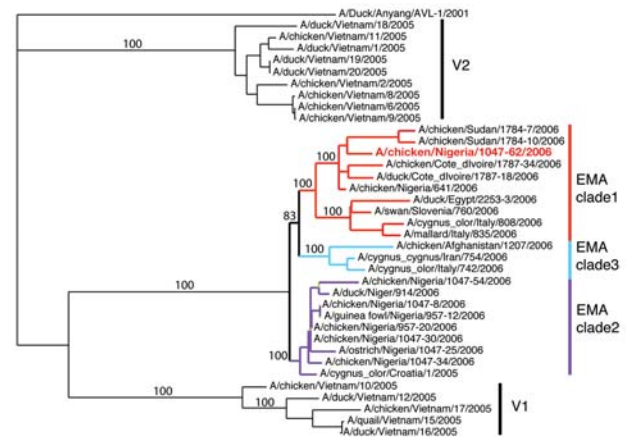 A/Duck/Anyang/AVL-1/2001
A/duck/Vietnam/18/2005
100
A/chicken/Vietnam/11/2005
A/duck/Vietnam/1/2005
A/duck/Vietnam/19/2005
V2
A/duck/Vietnam/20/2005
A/chicken/Vietnam/2/2005
A/chicken/Vietnam/8/2005
A/chicken/Vietnam/6/2005
A/chicken/Vietnam/9/2005
A/chicken/Sudan/1784-7/2006
A/chicken/Sudan/1784-10/2006
100
A/chicken/Nigeria/1047-62/2006
A/chicken/Cote_dIvoire/1787-34/2006
A/duck/Cote_dIvoire/1787-18/2006
EMA
clade1
100
A/chicken/Nigeria/641/2006
A/duck/Egypt/2253-3/2006
100
A/swan/Slovenia/760/2006
83
A/cygnus_olor/Italy/808/2006
A/mallard/Italy/835/2006
100
A/chicken/Afghanistan/1207/2006
EMA
clade3
A/cygnus_cygnus/Iran/754/2006
A/cygnus_olor/Italy/742/2006
A/chicken/Nigeria/1047-54/2006
100
A/duck/Niger/914/2006
A/chicken/Nigeria/1047-8/2006
A/guinea fowl/Nigeria/957-12/2006
EMA
clade2
A/chicken/Nigeria/957-20/2006
A/chicken/Nigeria/1047-30/2006
A/ostrich/Nigeria/1047-25/2006
100
A/chicken/Nigeria/1047-34/2006
A/cygnus_olor/Croatia/1/2005
A/chicken/Vietnam/10/2005
100
A/duck/Vietnam/12/2005
100
A/chicken/Vietnam/17/2005
V1
A/quail/Vietnam/15/2005
A/duck/Vietnam/16/2005